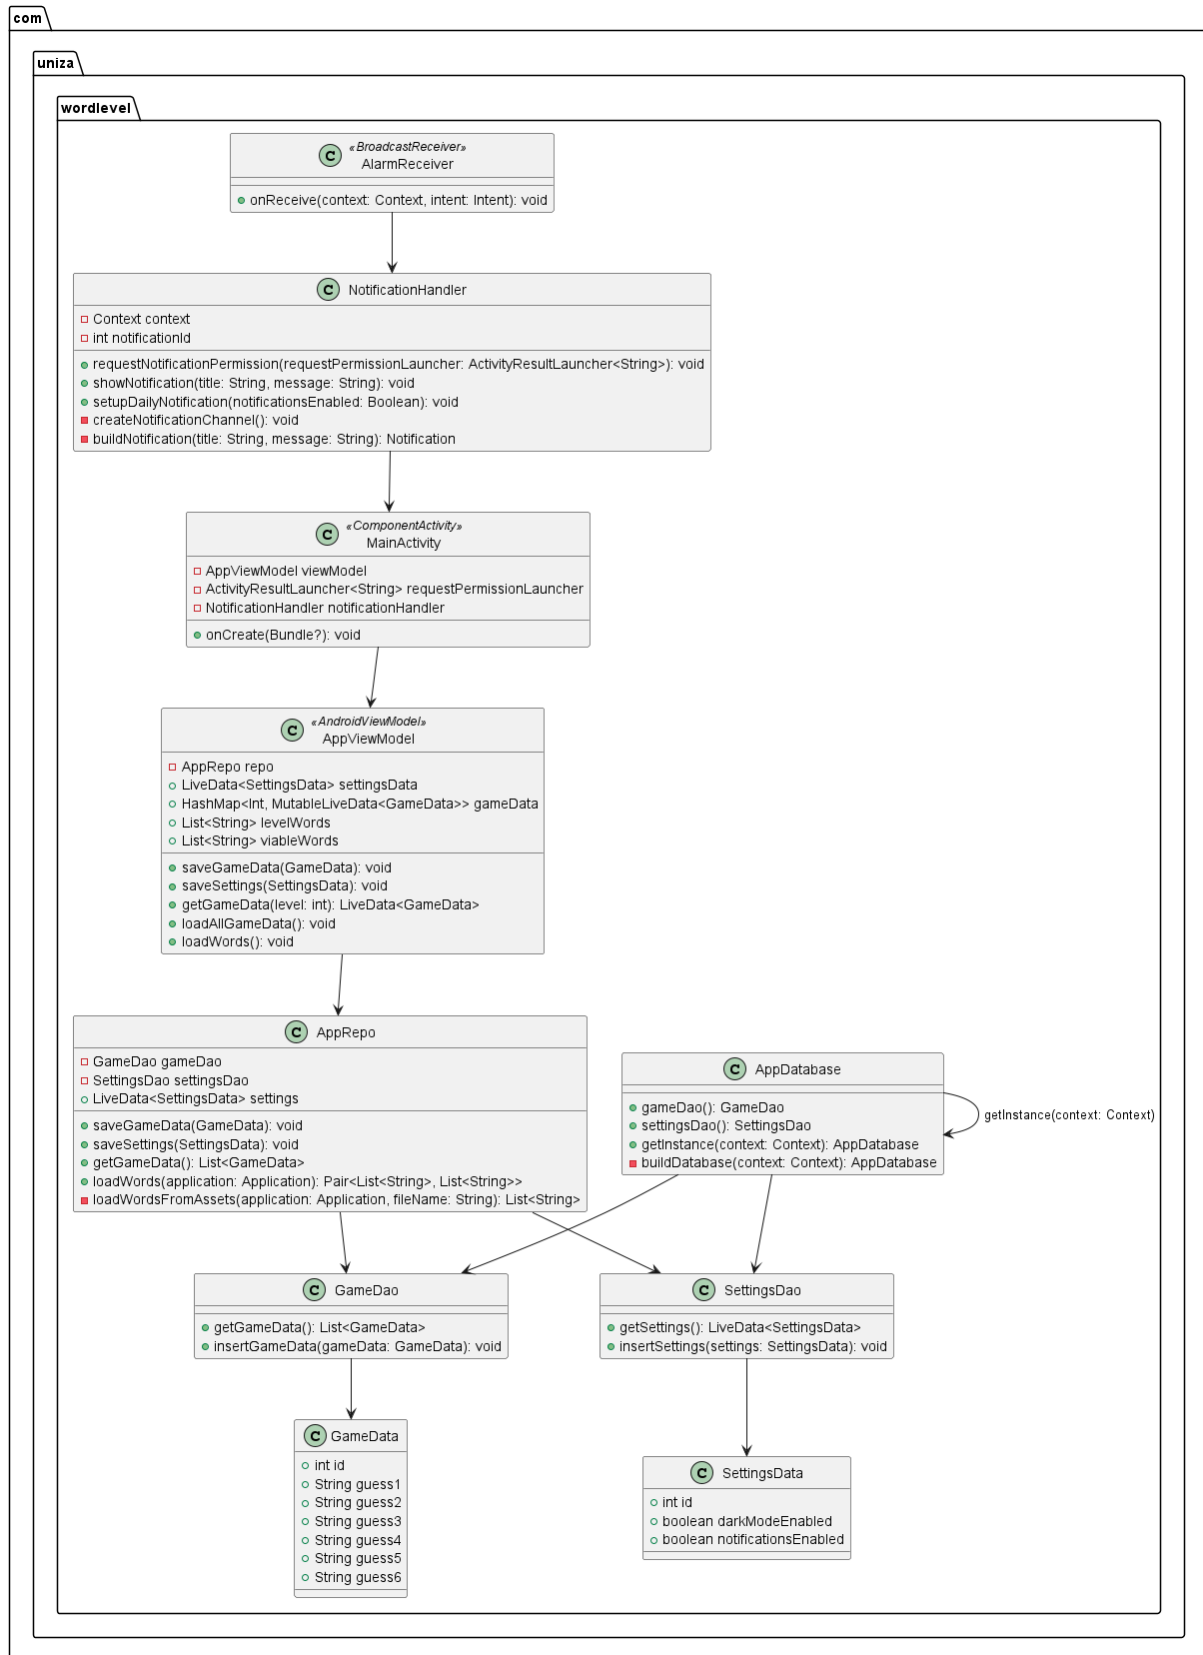 com
uniza
wordlevel
C «BroadcastReceiver»
AlarmReceiver
onReceive(context: Context, intent: Intent): void
C NotificationHandler
Context context
int notificationId
requestNotificationPermission(requestPermissionLauncher: ActivityResultLauncher<String>): void
showNotification(title: String, message: String): void
setupDailyNotification(notificationsEnabled: Boolean): void
createNotificationChannel(): void
buildNotification(title: String, message: String): Notification
C «ComponentActivity»
MainActivity
AppViewModel viewModel
ActivityResultLauncher<String> requestPermissionLauncher
NotificationHandler notificationHandler
onCreate(Bundle?): void
C «AndroidViewModel»
AppViewModel
AppRepo repo
LiveData<SettingsData> settingsData
HashMap<Int, MutableLiveData<GameData>> gameData
List<String> levelWords
List<String> viableWords
saveGameData(GameData): void
saveSettings(SettingsData): void
getGameData(level: int): LiveData<GameData>
loadAllGameData(): void
loadWords(): void
C AppRepo
GameDao gameDao
SettingsDao settingsDao
LiveData<SettingsData> settings
saveGameData(GameData): void
saveSettings(SettingsData): void
getGameData(): List<GameData>
loadWords(application: Application): Pair<List<String>, List<String>>
loadWordsFromAssets(application: Application, fileName: String): List<String>
C AppDatabase
gameDao(): GameDao
settingsDao(): SettingsDao
getInstance(context: Context): AppDatabase
buildDatabase(context: Context): AppDatabase
getInstance(context: Context)
C GameDao
getGameData(): List<GameData>
insertGameData(gameData: GameData): void
C SettingsDao
getSettings(): LiveData<SettingsData>
insertSettings(settings: SettingsData): void
C GameData
int id
String guess1
String guess2
String guess3
String guess4
String guess5
String guess6
C SettingsData
int id
boolean darkModeEnabled
boolean notificationsEnabled